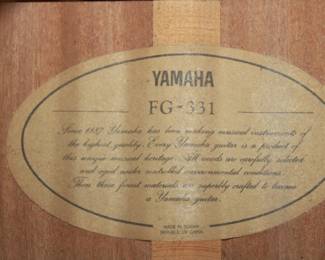 YAMAHA
FG-331
Since 1887 Yamaha has been making musical instruments of
the highest quality. Every Yamaha guitar is a product of
this unique musical heritage. All woods are carefully selected
and aged under controlled environmental conditions.
Then these finest materials are superbly crafted to become
a Yamaha guitar.
MADE IN TAIWAN
REPUBLIC OF CHINA